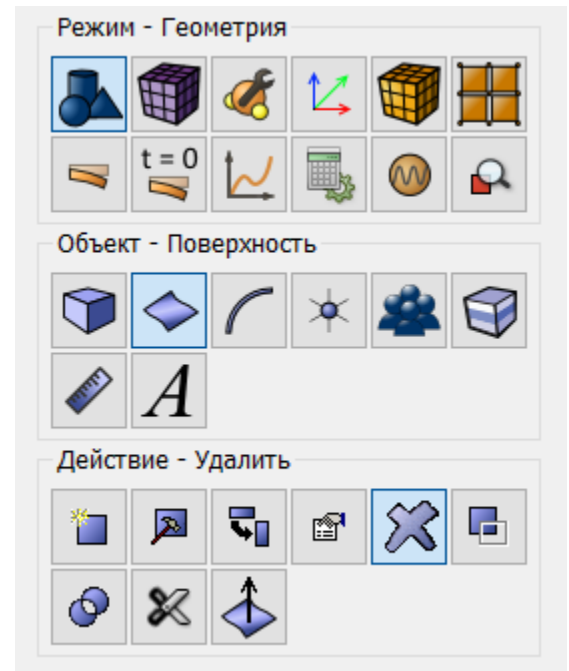 Режим - Геометрия
t = 0
Объект - Поверхность
A
Действие - Удалить